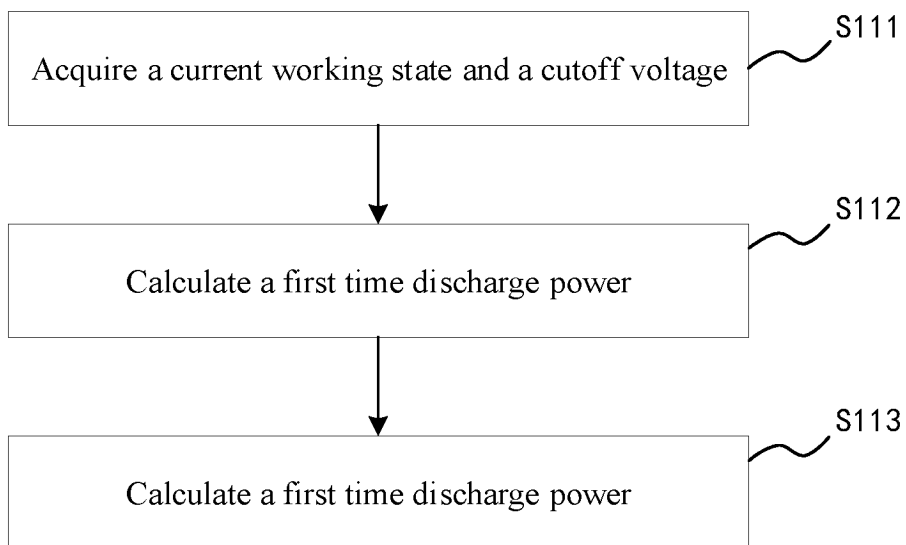 S111
Acquire a current working state and a cutoff voltage
S112
Calculate a first time discharge power
S113
Calculate a first time discharge power